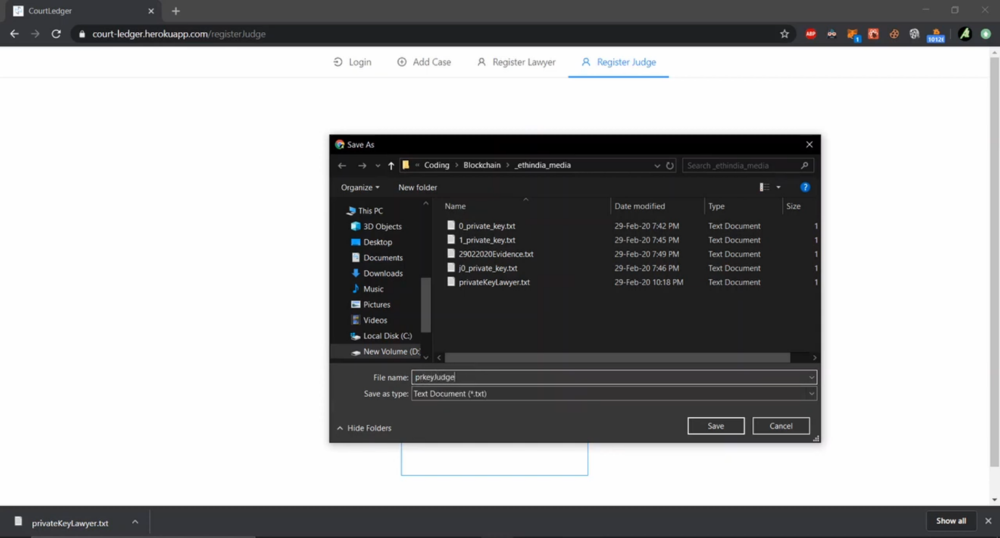 CourtLedger
court-ledger.herokuapp.com/registerJudge
ABP
1
1012€
Login
Add Case
Register Lawyer
Register Judge
Save As
Coding
Blockchain
_ethindia_media
Search _ethindia_media
Organize
New folder
Name
Date modified
Type
Size
This PC
3D Objects
Desktop
Documents
Downloads
Music
Pictures
Videos
Local Disk (C:)
New Volume (D:
0_private_key.txt 29-Feb-20 7:42 PM Text Document 1
1_private_key.txt 29-Feb-20 7:45 PM Text Document 1
29022020Evidence.txt 29-Feb-20 7:49 PM Text Document 1
j0_private_key.txt 29-Feb-20 7:46 PM Text Document 1
privateKeyLawyer.txt 29-Feb-20 10:18 PM Text Document 1
File name: prkeyJudge
Save as type: Text Document (*.txt)
Hide Folders
Save
Cancel
privateKeyLawyer.txt
Show all